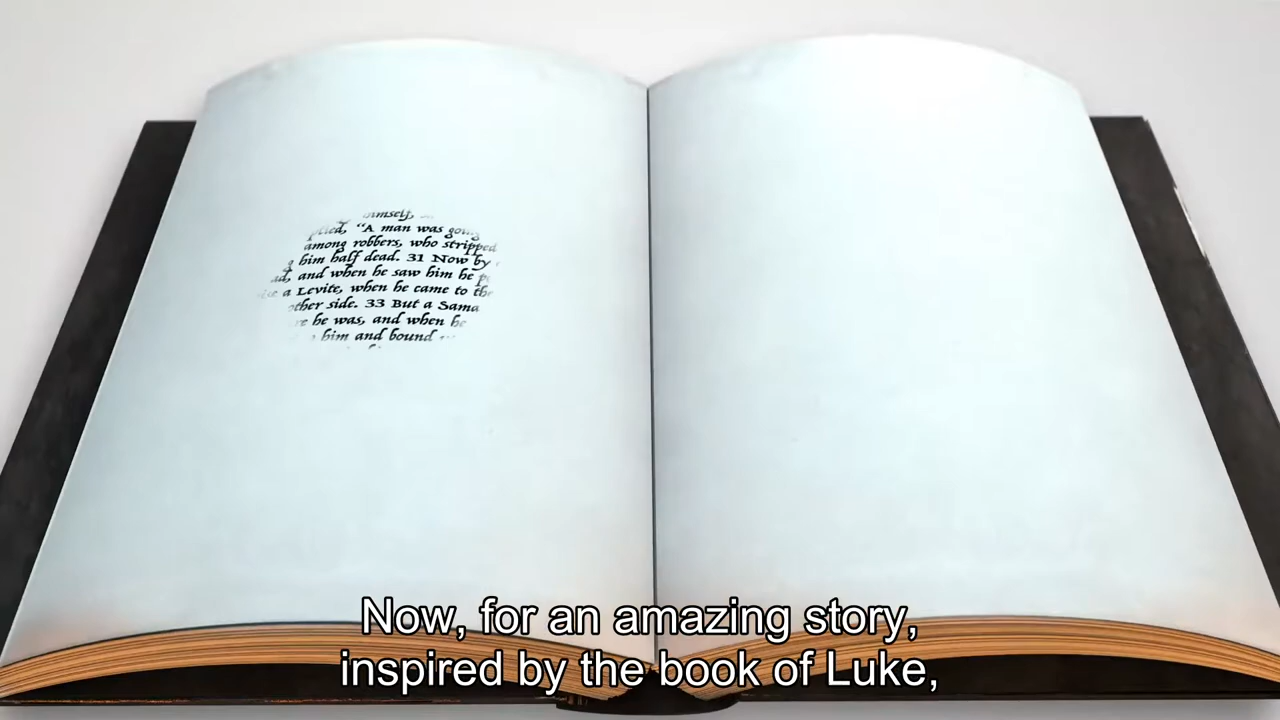 "A man was
among robbers, who stripped
him half dead. 31 Now by
and when he saw him he
a Levite, when he came to the
other side. 33 But a
he was, and when he
him and bound
Now, for an amazing story,
inspired by the book of Luke,